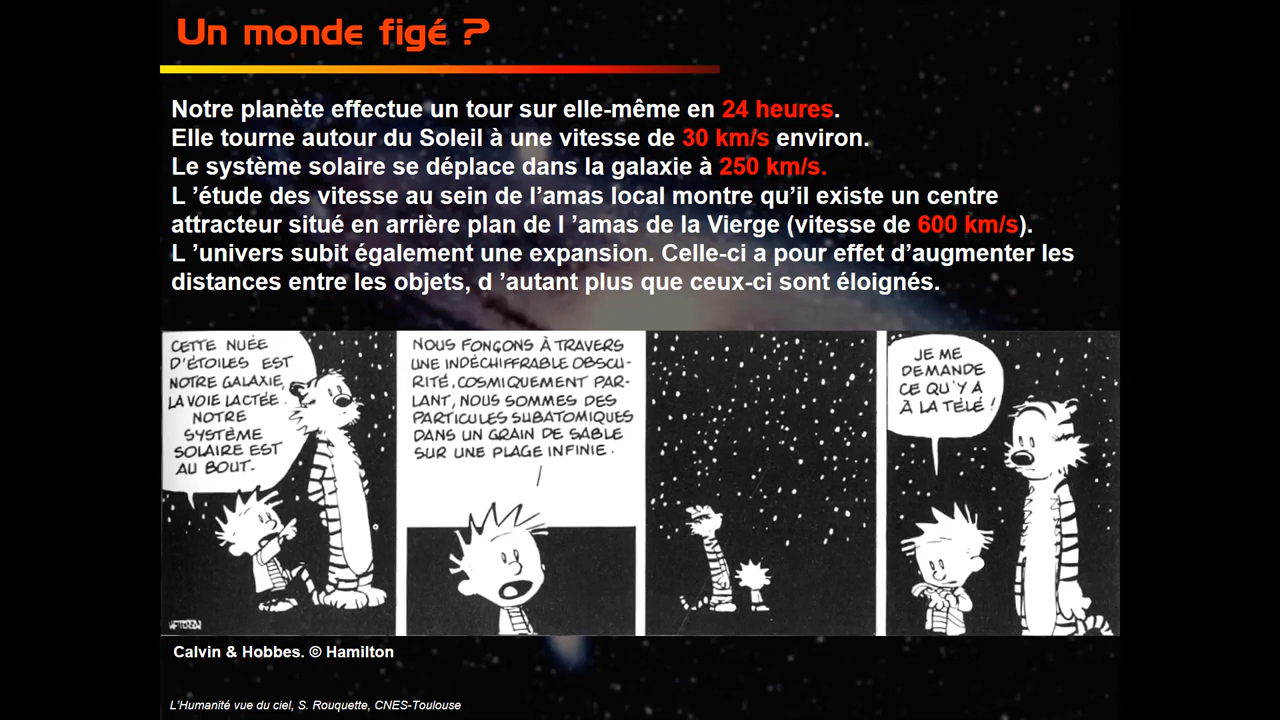 Un monde figé ?
Notre planète effectue un tour sur elle-même en 24 heures.
Elle tourne autour du Soleil à une vitesse de 30 km/s environ.
Le système solaire se déplace dans la galaxie à 250 km/s.
L ’étude des vitesse au sein de l’amas local montre qu’il existe un centre
attracteur situé en arrière plan de l ’amas de la Vierge (vitesse de 600 km/s).
L ’univers subit également une expansion. Celle-ci a pour effet d’augmenter les
distances entre les objets, d ’autant plus que ceux-ci sont éloignés.
CETTE NUÉE
D'ÉTOILES EST
NOTRE GALAXIE,
LA VOIE LACTÉE.
NOTRE
SYSTÈME
SOLAIRE EST
AU BOUT.
NOUS FONÇONS À TRAVERS
UNE INDÉCHIFFRABLE OBSCU-
RITÉ, COSMIQUEMENT PAR-
LANT, NOUS SOMMES DES
PARTICULES SUBATOMIQUES
DANS UN GRAIN DE SABLE
SUR UNE PLAGE INFINIE.
JE ME
DEMANDE
CE QU'Y A
À LA TÉLÉ !
Calvin & Hobbes. © Hamilton
L’Humanité vue du ciel, S. Rouquette, CNES-Toulouse